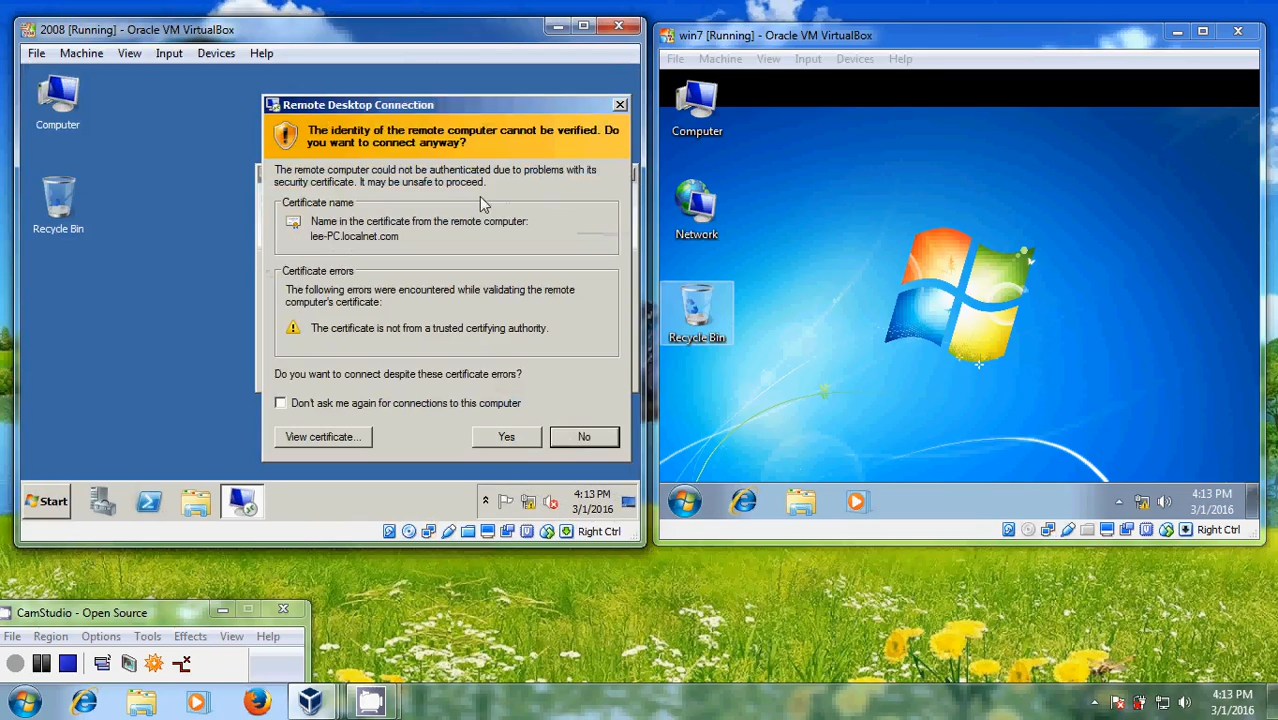 2008 [Running] - Oracle VM VirtualBox
File Machine View Input Devices Help
Computer
Recycle Bin
Remote Desktop Connection
The identity of the remote computer cannot be verified. Do
you want to connect anyway?
The remote computer could not be authenticated due to problems with its
security certificate. It may be unsafe to proceed.
Certificate name
Name in the certificate from the remote computer:
lee-PC.localnet.com
Certificate errors
The following errors were encountered while validating the remote
computer's certificate:
The certificate is not from a trusted certifying authority.
Do you want to connect despite these certificate errors?
Don't ask me again for connections to this computer
View certificate... Yes No
Start
4:13 PM
3/1/2016
Right Ctrl
win7 [Running] - Oracle VM VirtualBox
File Machine View Input Devices Help
Computer
Network
Recycle Bin
4:13 PM
3/1/2016
Right Ctrl
CamStudio - Open Source
File Region Options Tools Effects View Help
4:13 PM
3/1/2016